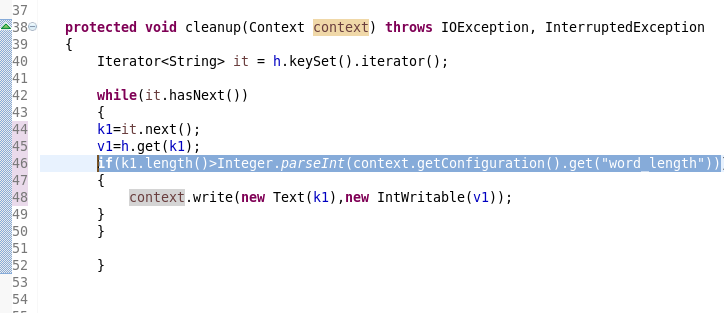 37
38 protected void cleanup(Context context) throws IOException, InterruptedException
39 {
40 Iterator<String> it = h.keySet().iterator();
41
42 while(it.hasNext())
43 {
44 k1=it.next();
45 v1=h.get(k1);
46 if(k1.length()>Integer.parseInt(context.getConfiguration().get("word_length")))
47 {
48 context.write(new Text(k1),new IntWritable(v1));
49 }
50 }
51
52 }
53
54